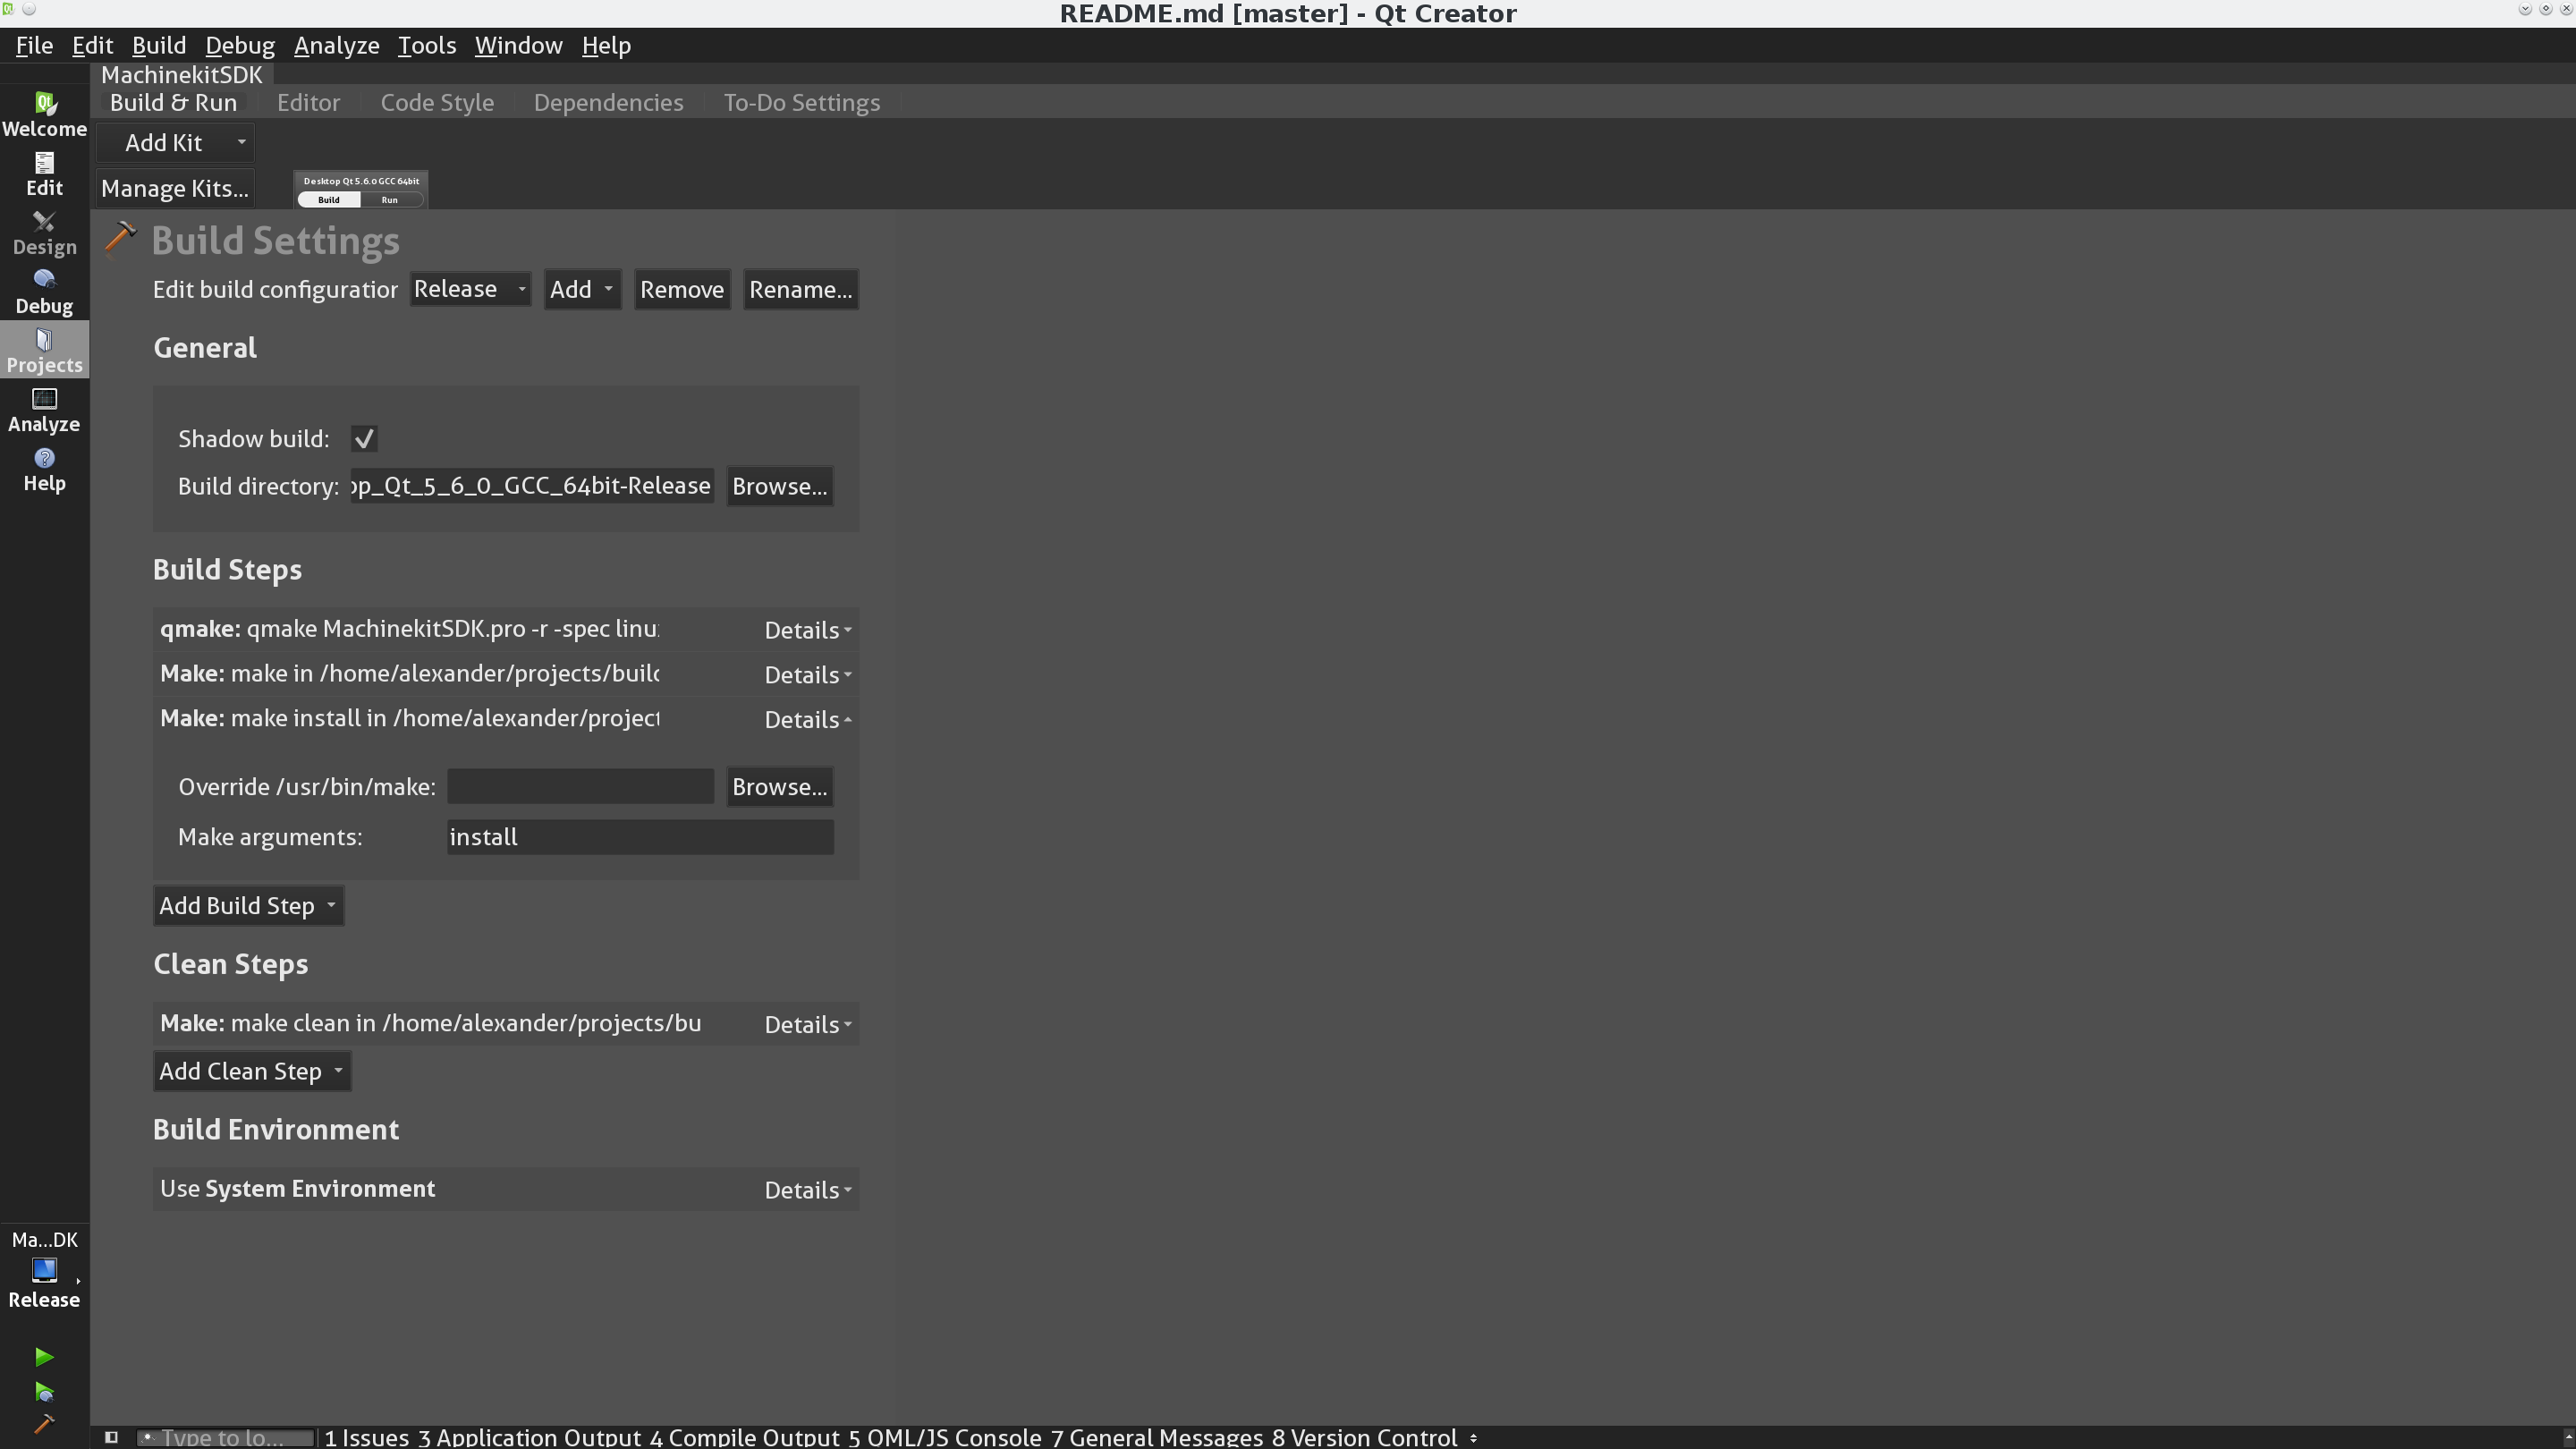 README.md [master] - Qt Creator
File Edit Build Debug Analyze Tools Window Help
MachinekitSDK
Build & Run Editor Code Style Dependencies To-Do Settings
Welcome
Edit
Design
Debug
Projects
Analyze
Help
Add Kit
Manage Kits...
Desktop Qt 5.6.0 GCC 64bit
Build Run
Build Settings
Edit build configuration Release Add Remove Rename...
General
Shadow build:
Build directory: op_Qt_5_6_0_GCC_64bit-Release Browse...
Build Steps
qmake: qmake MachinekitSDK.pro -r -spec linu Details
Make: make in /home/alexander/projects/build Details
Make: make install in /home/alexander/project Details
Override /usr/bin/make: Browse...
Make arguments: install
Add Build Step
Clean Steps
Make: make clean in /home/alexander/projects/bu Details
Add Clean Step
Build Environment
Use System Environment Details
Ma...DK
Release
Type to lo... 1 Issues 3 Application Output 4 Compile Output 5 QML/JS Console 7 General Messages 8 Version Control